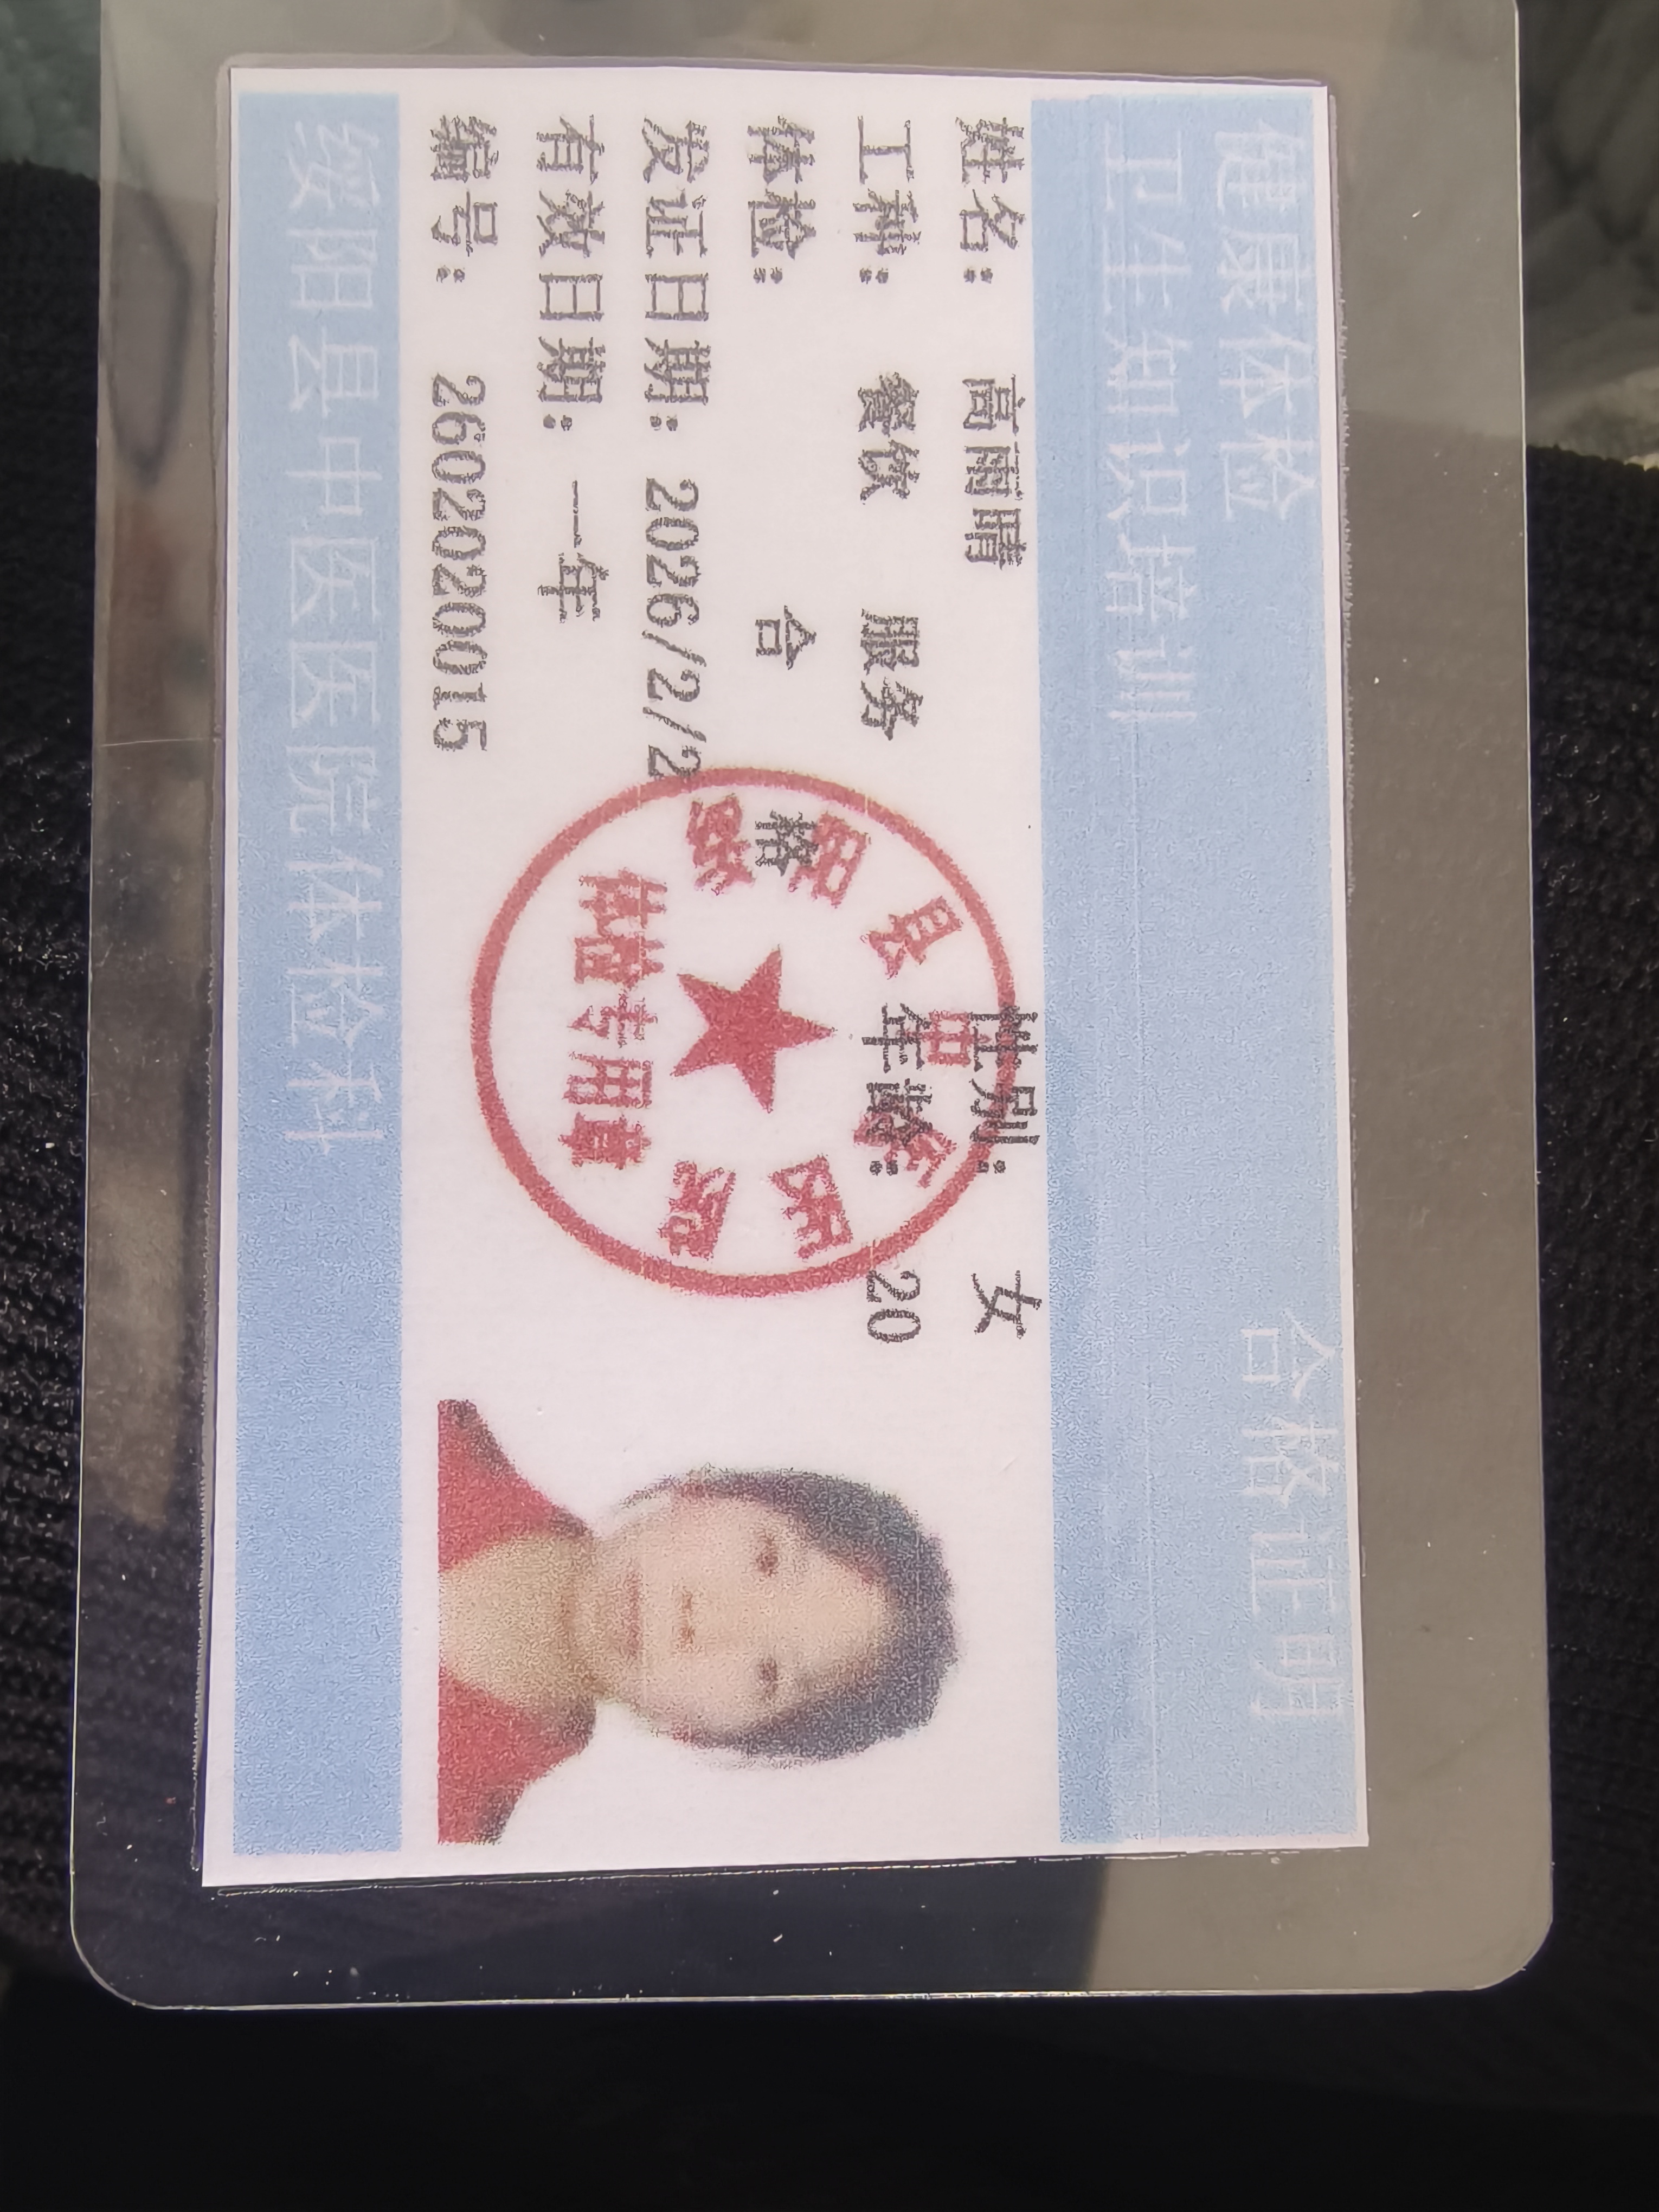 健康体检
卫生知识培训
合格证明
姓名: 高雨晴 性别: 女
工种: 餐饮 服务 年龄: 20
体检: 合 格
发证日期: 2026/2/2
有效日期: 一年
编号: 2602020015
绥阳县中医医院体检科
绥阳县中医医院
体检专用章